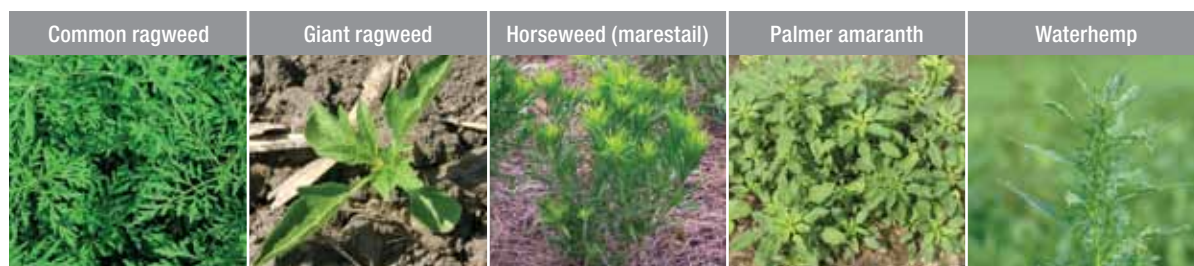 Common ragweed
Giant ragweed
Horseweed (marestail)
Palmer amaranth
Waterhemp